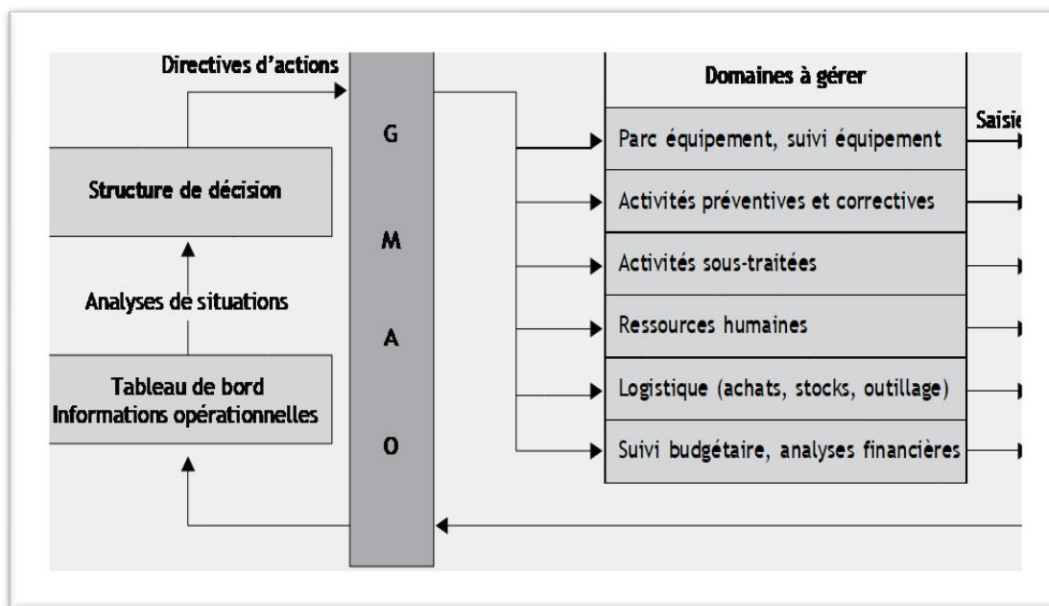 Directives d'actions
Structure de décision
Analyses de situations
Tableau de bord
Informations opérationnelles
G
M
A
O
Domaines à gérer
Parc équipement, suivi équipement
Activités préventives et correctives
Activités sous-traitées
Ressources humaines
Logistique (achats, stocks, outillage)
Suivi budgétaire, analyses financières